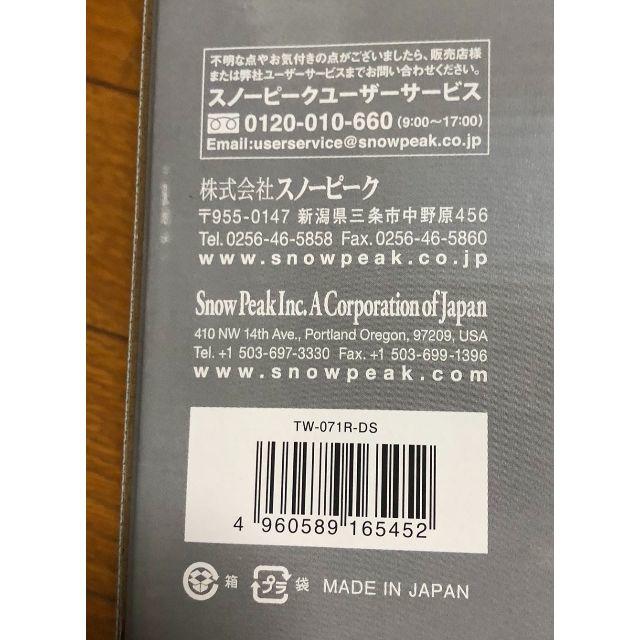 不明な点やお気付きの点がございましたら、販売店様
または弊社ユーザーサービスまでお問い合わせください。
スノーピークユーザーサービス
0120-010-660 (9:00〜17:00)
Email:userservice@snowpeak.co.jp
株式会社スノーピーク
〒955-0147 新潟県三条市中野原456
Tel. 0256-46-5858 Fax. 0256-46-5860
www.snowpeak.co.jp
Snow Peak Inc. A Corporation of Japan
410 NW 14th Ave., Portland Oregon, 97209, USA
Tel. +1 503-697-3330 Fax. +1 503-699-1396
www.snowpeak.com
TW-071R-DS
4 960589 165452
箱 プラ 袋 MADE IN JAPAN